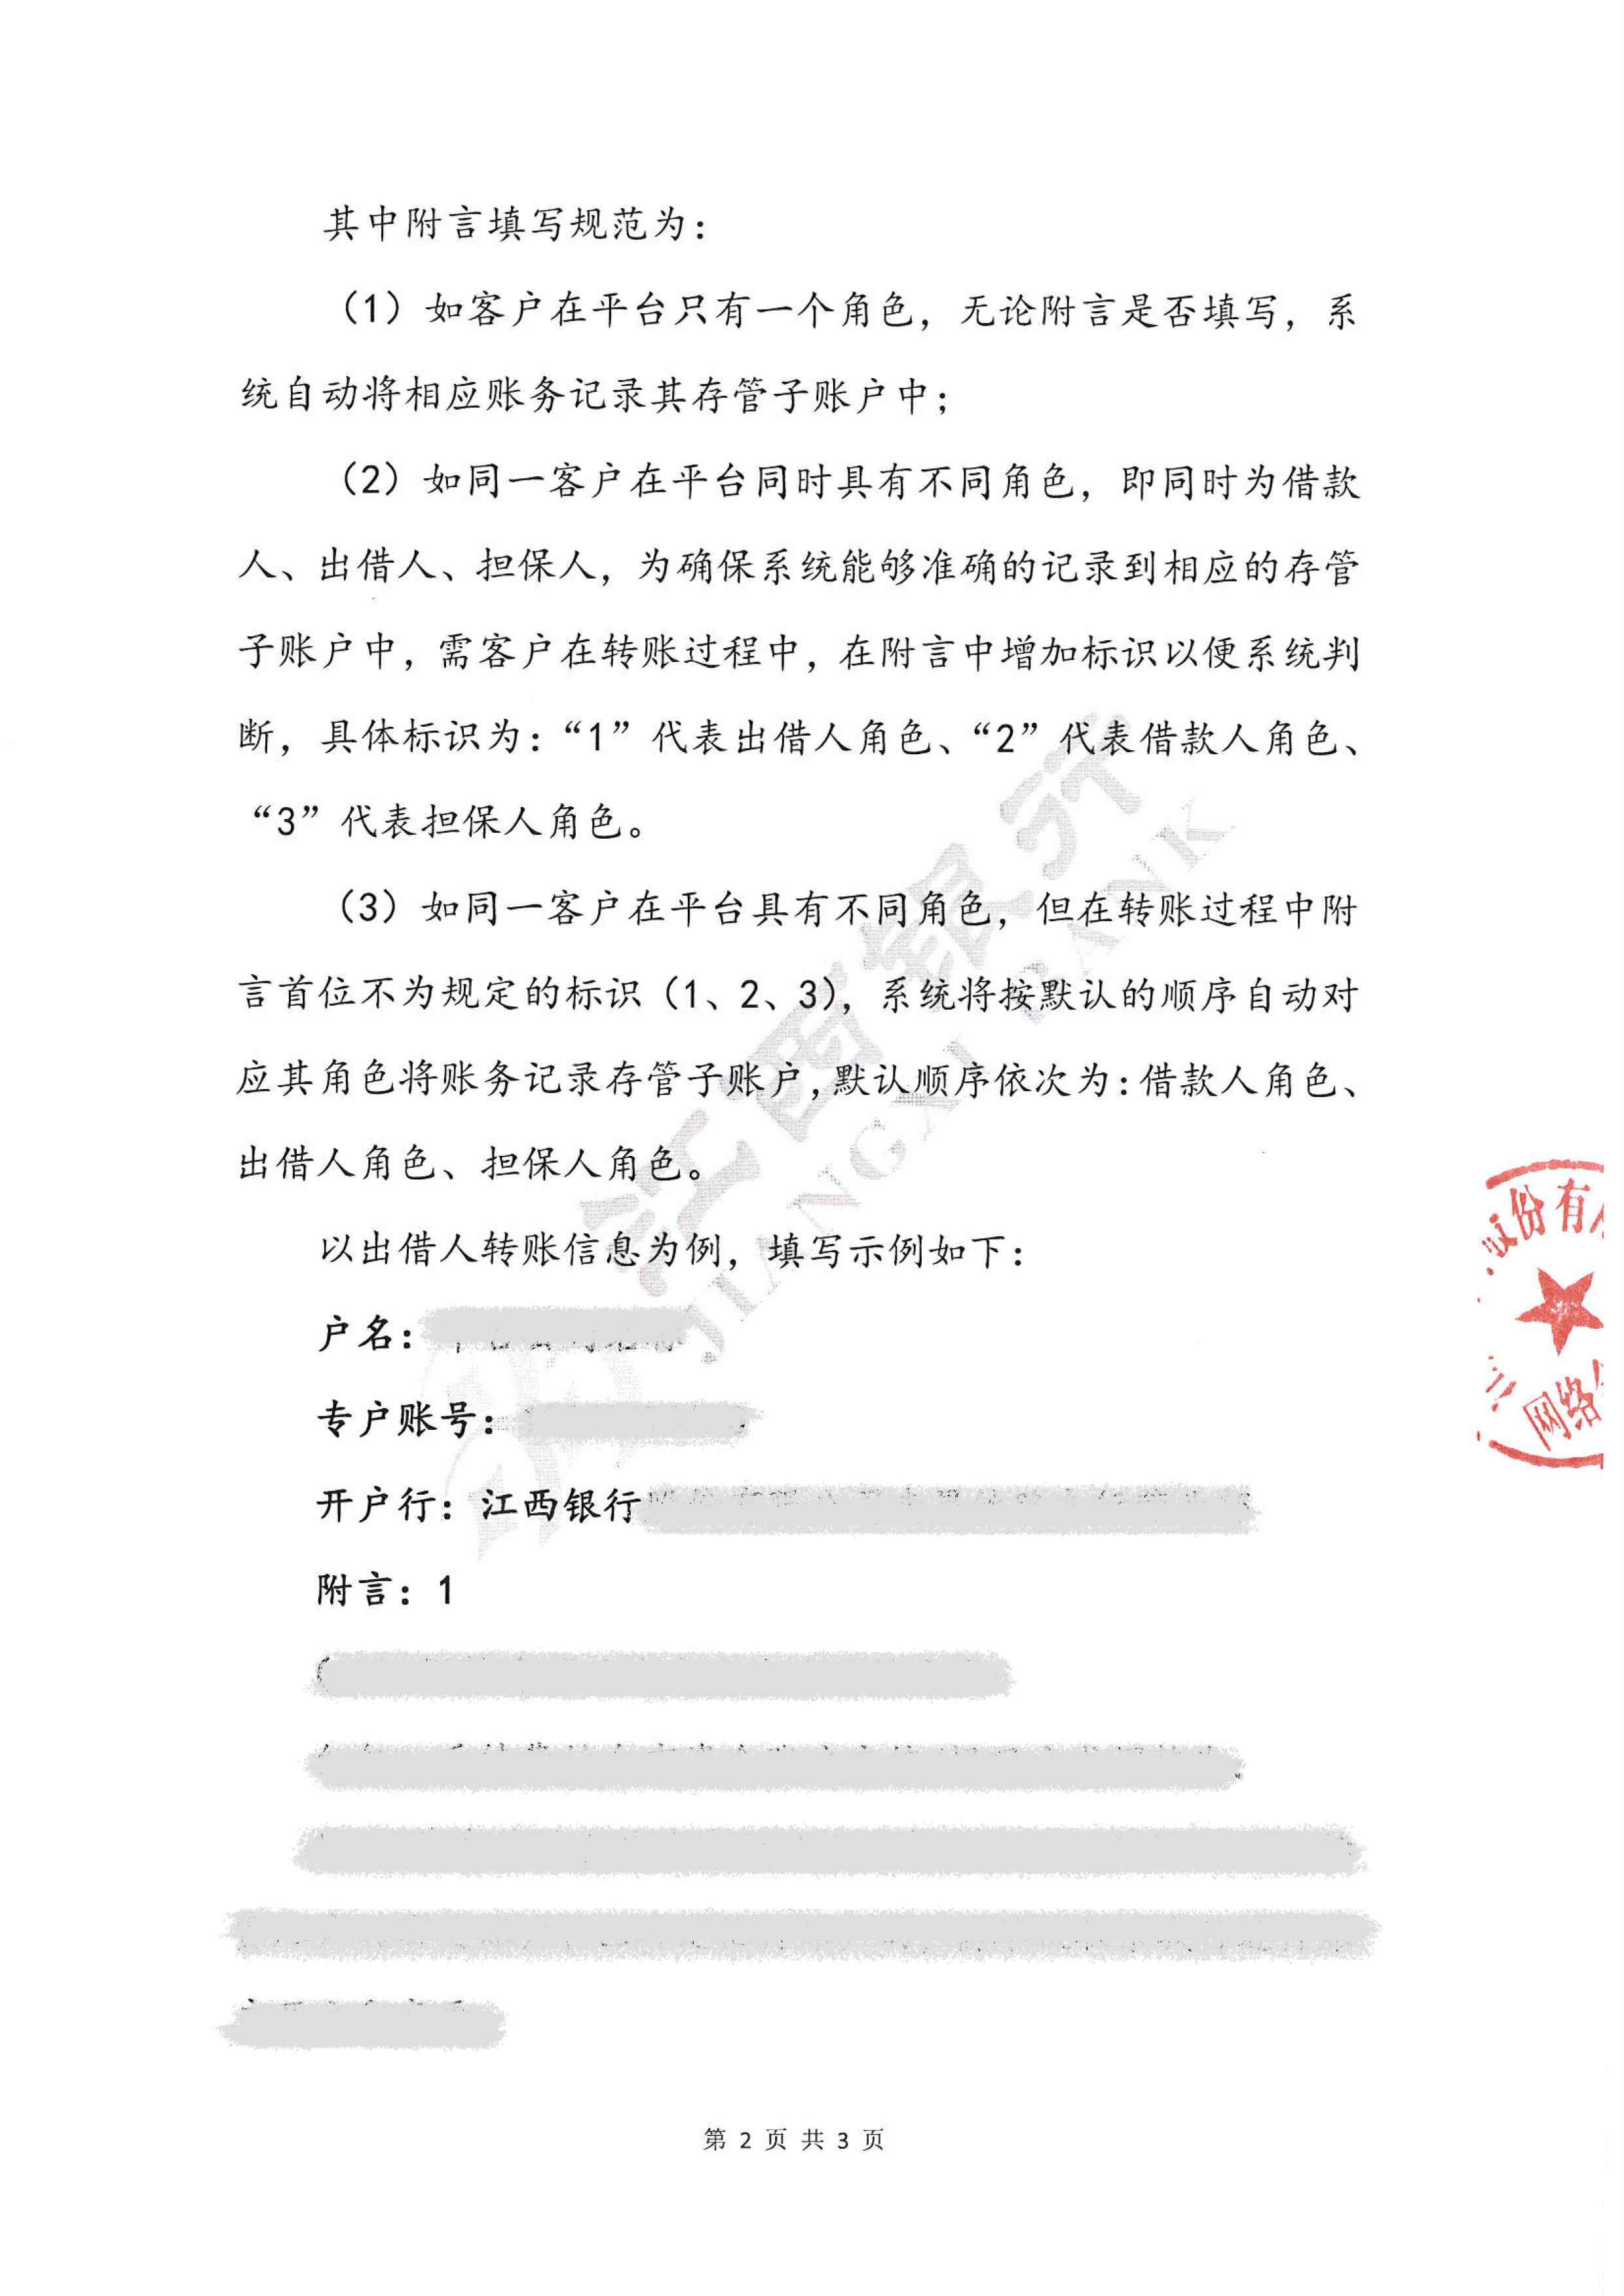 其中附言填写规范为：
（1）如客户在平台只有一个角色，无论附言是否填写，系
统自动将相应账务记录其存管子账户中；
（2）如同一客户在平台同时具有不同角色，即同时为借款
人、出借人、担保人，为确保系统能够准确的记录到相应的存管
子账户中，需客户在转账过程中，在附言中增加标识以便系统判
断，具体标识为：“1”代表出借人角色、“2”代表借款人角色、
“3”代表担保人角色。
（3）如同一客户在平台具有不同角色，但在转账过程中附
言首位不为规定的标识（1、2、3），系统将按默认的顺序自动对
应其角色将账务记录存管子账户，默认顺序依次为：借款人角色、
出借人角色、担保人角色。
以出借人转账信息为例，填写示例如下：
户名：
专户账号：
开户行：江西银行
附言：1
江西银行
JIANGXI BANK
份有
网络
第 2 页 共 3 页